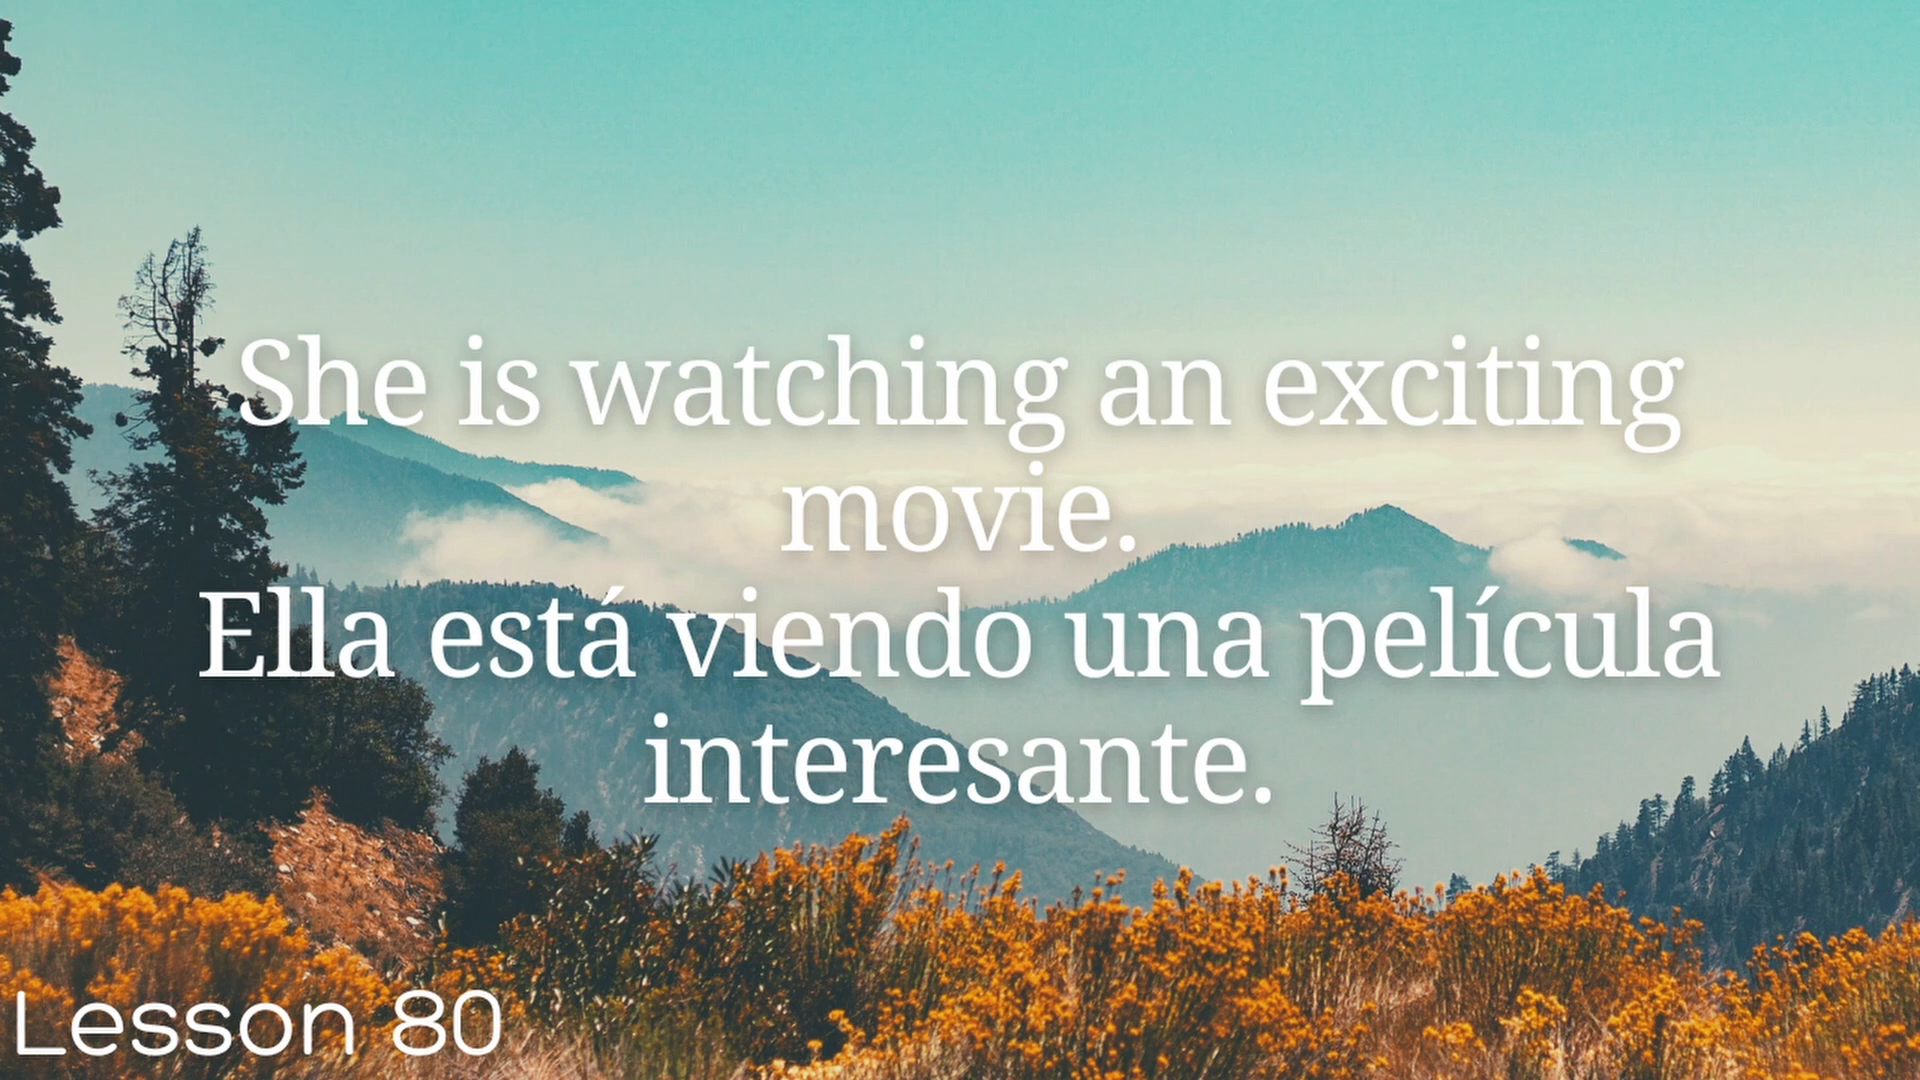 She is watching an exciting
movie.
Ella está viendo una película
interesante.
Lesson 80